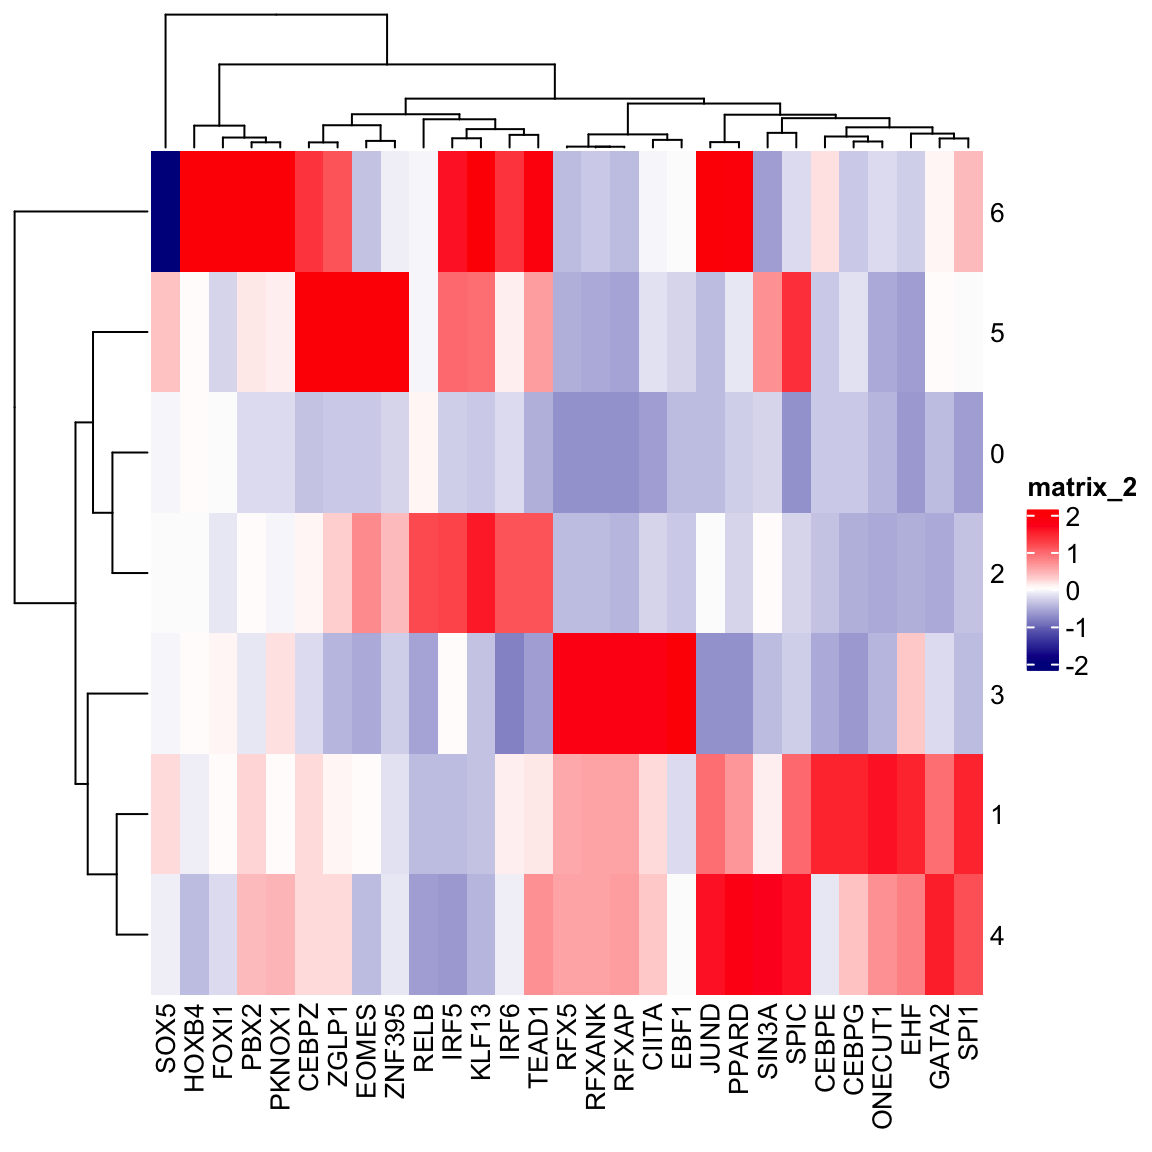 6
5
0
2
3
1
4
matrix_2
2
1
0
-1
-2
SOX5
HOXB4
FOXI1
PBX2
PKNOX1
CEBPZ
ZGLP1
EOMES
ZNF395
RELB
IRF5
KLF13
IRF6
TEAD1
RFX5
RFXANK
RFXAP
CIITA
EBF1
JUND
PPARD
SIN3A
SPIC
CEBPE
CEBPG
ONECUT1
EHF
GATA2
SPI1